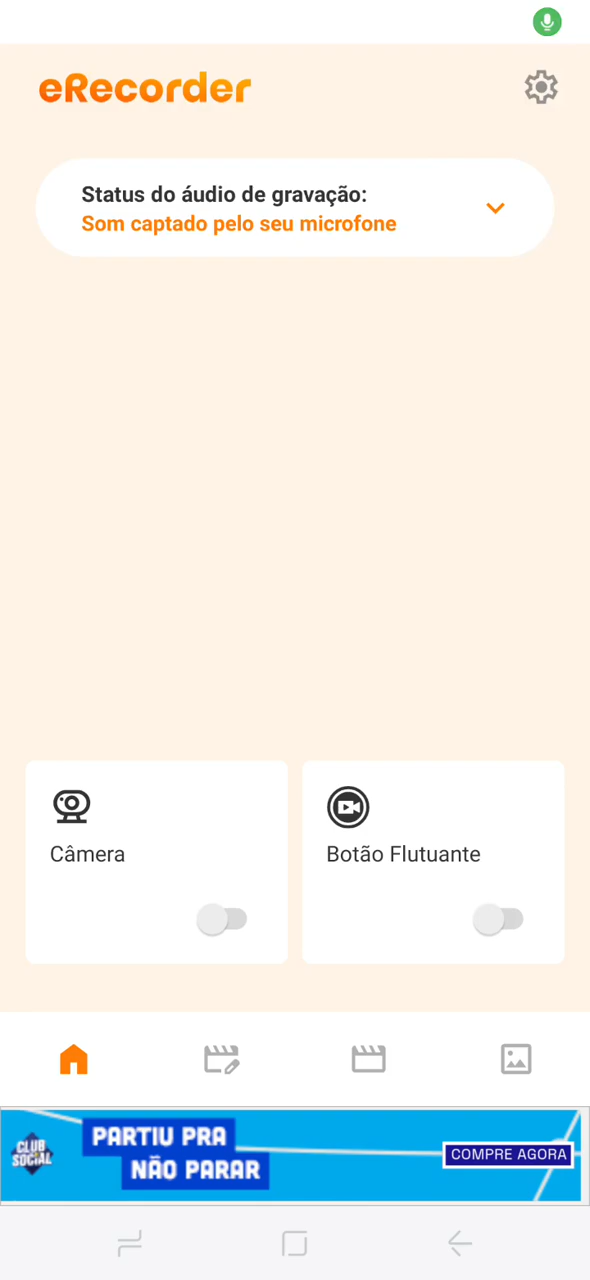 eRecorder
Status do áudio de gravação:
Som captado pelo seu microfone
Câmera
Botão Flutuante
CLUB
SOCIAL
PARTIU PRA
NÃO PARAR
COMPRE AGORA